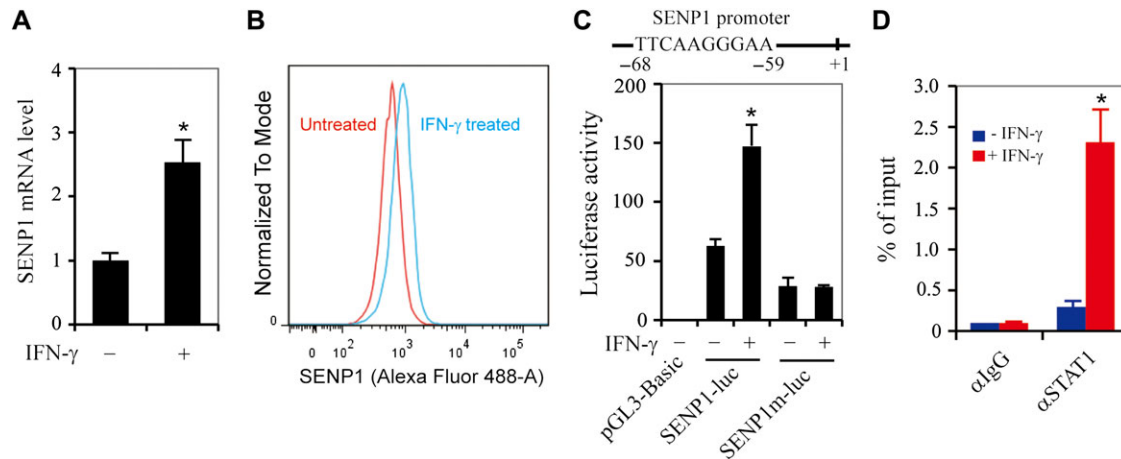 A
SENP1 mRNA level
4
3
2
1
0
IFN-γ − +
B
Normalized To Mode
Untreated
IFN-γ treated
0
0 10² 10³ 10⁴ 10⁵
SENP1 (Alexa Fluor 488-A)
C
SENP1 promoter
TTCAAGGGAA
−68 −59 +1
Luciferase activity
200
150
100
50
0
*
IFN-γ − − + − +
pGL3-Basic
SENP1-luc
SENP1m-luc
D
% of input
3.0
2.5
2.0
1.5
1.0
0.5
0
*
- IFN-γ
+ IFN-γ
αIgG
αSTAT1